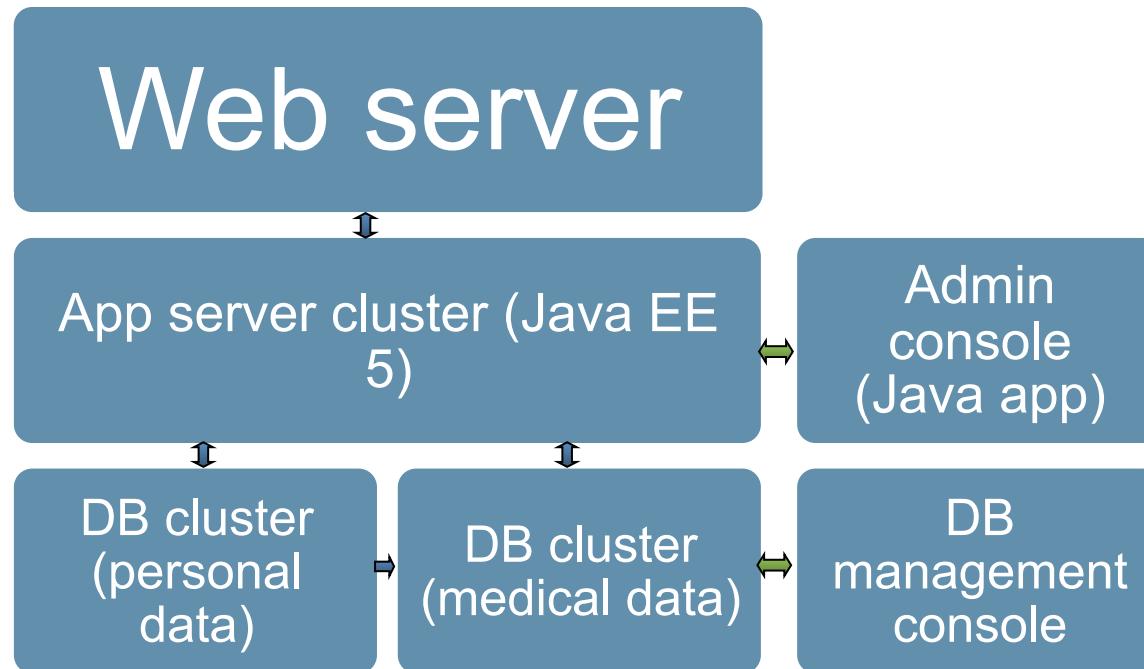 Web server
App server cluster (Java EE
5)
Admin
console
(Java app)
DB cluster
(personal
data)
DB cluster
(medical data)
DB
management
console